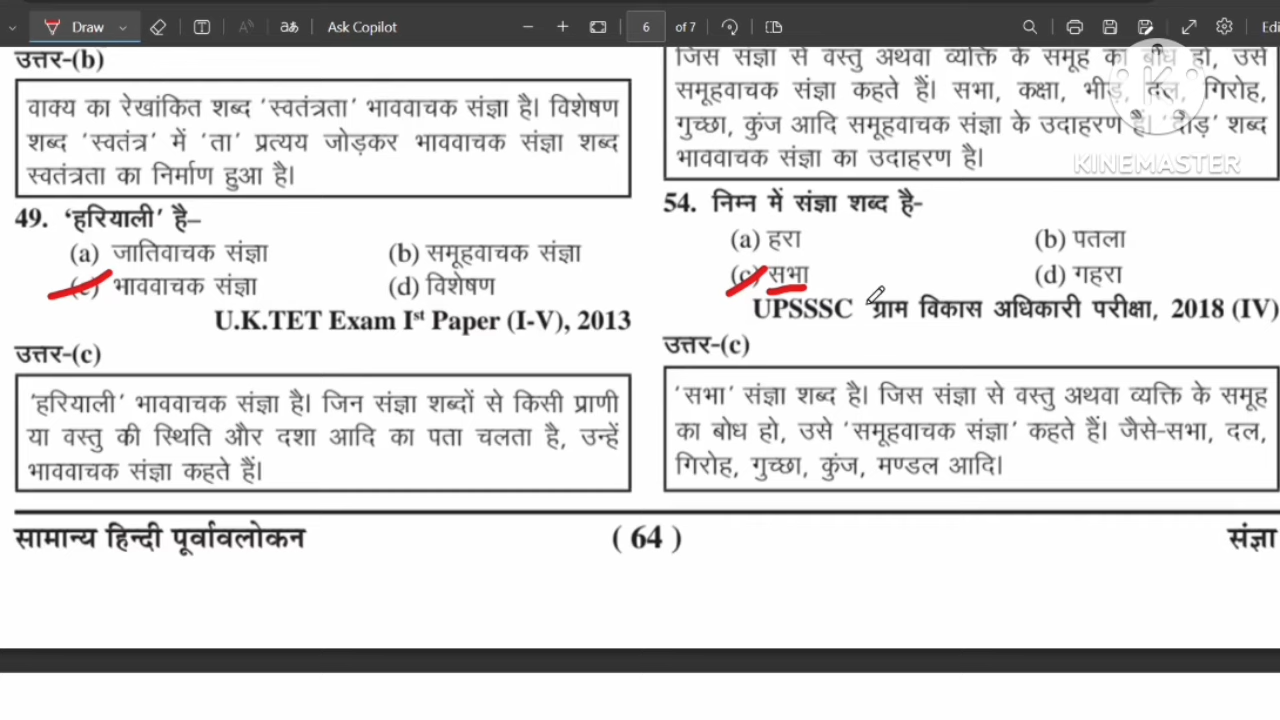 Draw
aあ
Ask Copilot
6 of 7
Edi
उत्तर-(b)
वाक्य का रेखांकित शब्द ‘स्वतंत्रता’ भाववाचक संज्ञा है। विशेषण
शब्द ‘स्वतंत्र’ में ‘ता’ प्रत्यय जोड़कर भाववाचक संज्ञा शब्द
स्वतंत्रता का निर्माण हुआ है।
49. ‘हरियाली’ है–
(a) जातिवाचक संज्ञा (b) समूहवाचक संज्ञा
(c) भाववाचक संज्ञा (d) विशेषण
U.K.TET Exam Ist Paper (I-V), 2013
उत्तर-(c)
‘हरियाली’ भाववाचक संज्ञा है। जिन संज्ञा शब्दों से किसी प्राणी
या वस्तु की स्थिति और दशा आदि का पता चलता है, उन्हें
भाववाचक संज्ञा कहते हैं।
जिस संज्ञा से वस्तु अथवा व्यक्ति के समूह का बोध हो, उसे
समूहवाचक संज्ञा कहते हैं। सभा, कक्षा, भीड़, दल, गिरोह,
गुच्छा, कुंज आदि समूहवाचक संज्ञा के उदाहरण हैं। ‘दौड़’ शब्द
भाववाचक संज्ञा का उदाहरण है।
KINEMASTER
54. निम्न में संज्ञा शब्द है-
(a) हरा (b) पतला
(c) सभा (d) गहरा
UPSSSC ग्राम विकास अधिकारी परीक्षा, 2018 (IV)
उत्तर-(c)
‘सभा’ संज्ञा शब्द है। जिस संज्ञा से वस्तु अथवा व्यक्ति के समूह
का बोध हो, उसे ‘समूहवाचक संज्ञा’ कहते हैं। जैसे-सभा, दल,
गिरोह, गुच्छा, कुंज, मण्डल आदि।
सामान्य हिन्दी पूर्वावलोकन ( 64 ) संज्ञा